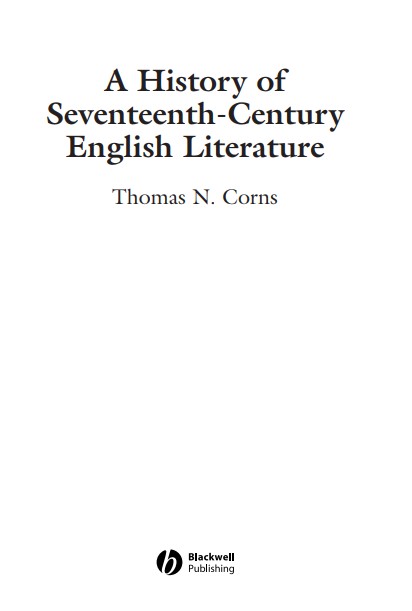 A History of
Seventeenth-Century
English Literature
Thomas N. Corns
Blackwell
Publishing